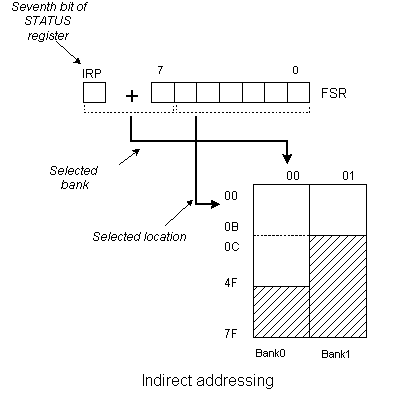 Seventh bit of
STATUS
register
IRP
7
0
+
FSR
Selected
bank
Selected location
00
01
00
0B
0C
4F
7F
Bank0
Bank1
Indirect addressing